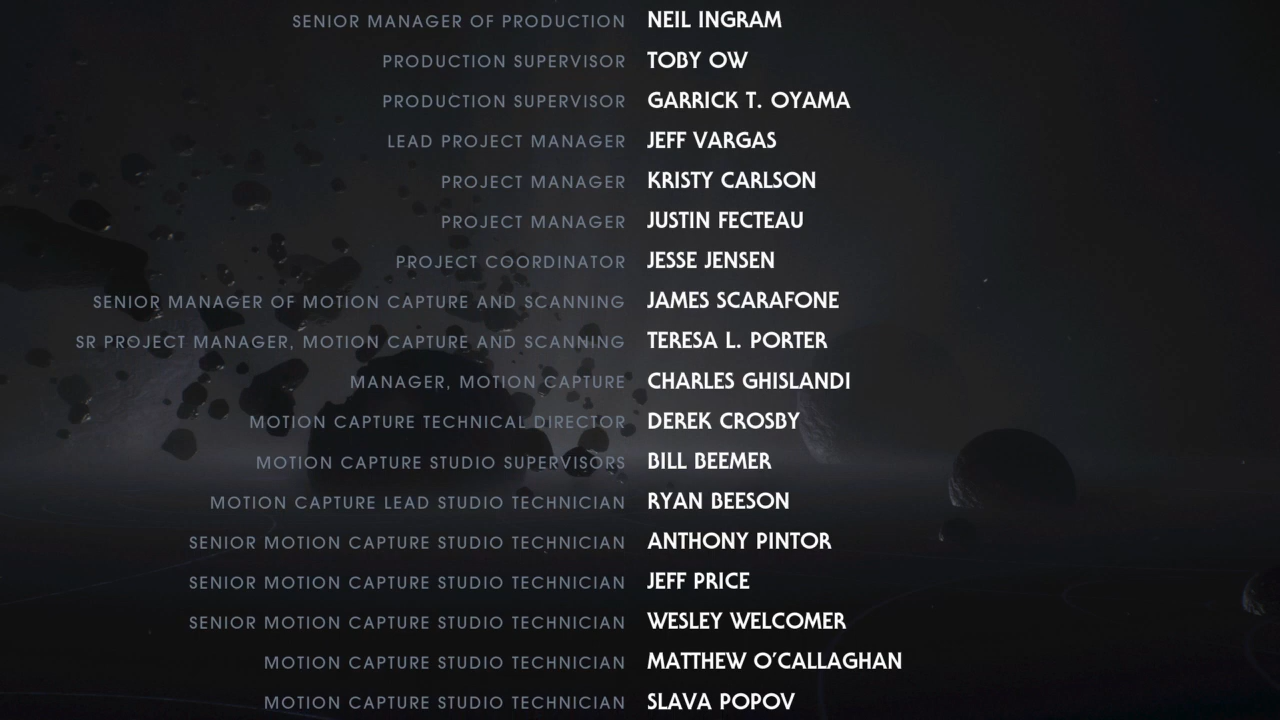 SENIOR MANAGER OF PRODUCTION NEIL INGRAM
PRODUCTION SUPERVISOR TOBY OW
PRODUCTION SUPERVISOR GARRICK T. OYAMA
LEAD PROJECT MANAGER JEFF VARGAS
PROJECT MANAGER KRISTY CARLSON
PROJECT MANAGER JUSTIN FECTEAU
PROJECT COORDINATOR JESSE JENSEN
SENIOR MANAGER OF MOTION CAPTURE AND SCANNING JAMES SCARAFONE
SR PROJECT MANAGER, MOTION CAPTURE AND SCANNING TERESA L. PORTER
MANAGER, MOTION CAPTURE CHARLES GHISLANDI
MOTION CAPTURE TECHNICAL DIRECTOR DEREK CROSBY
MOTION CAPTURE STUDIO SUPERVISORS BILL BEEMER
MOTION CAPTURE LEAD STUDIO TECHNICIAN RYAN BEESON
SENIOR MOTION CAPTURE STUDIO TECHNICIAN ANTHONY PINTOR
SENIOR MOTION CAPTURE STUDIO TECHNICIAN JEFF PRICE
SENIOR MOTION CAPTURE STUDIO TECHNICIAN WESLEY WELCOMER
MOTION CAPTURE STUDIO TECHNICIAN MATTHEW O'CALLAGHAN
MOTION CAPTURE STUDIO TECHNICIAN SLAVA POPOV